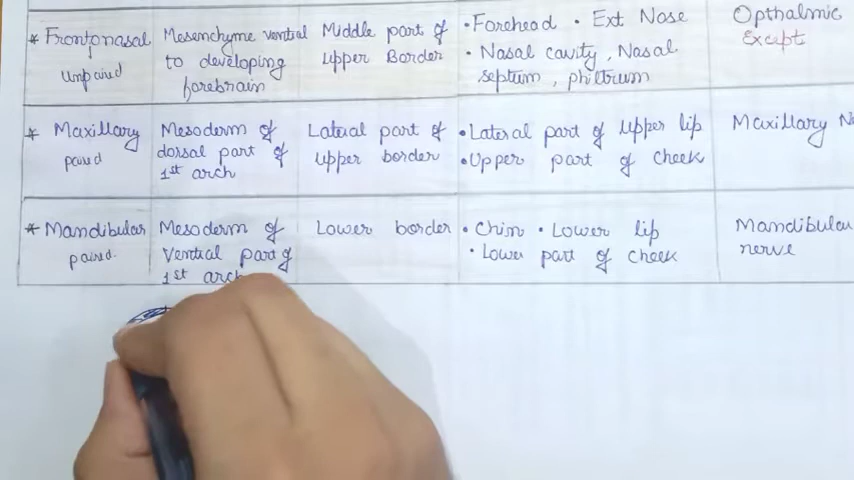 * Frontonasal
Unpaired
Mesenchyme ventral
to developing
forebrain
Middle part of
Upper Border
• Forehead • Ext Nose
• Nasal cavity, Nasal
septum, philtrum
Opthalmic
Except
* Maxillary
paired
Mesoderm of
dorsal part of
1st arch
Lateral part of
upper border
• Lateral part of upper lip
• Upper part of cheek
Maxillary
* Mandibular
paired.
Mesoderm of
Ventral part of
1st arch
Lower border
• Chin • Lower lip
• Lower part of cheek
Mandibular
nerve